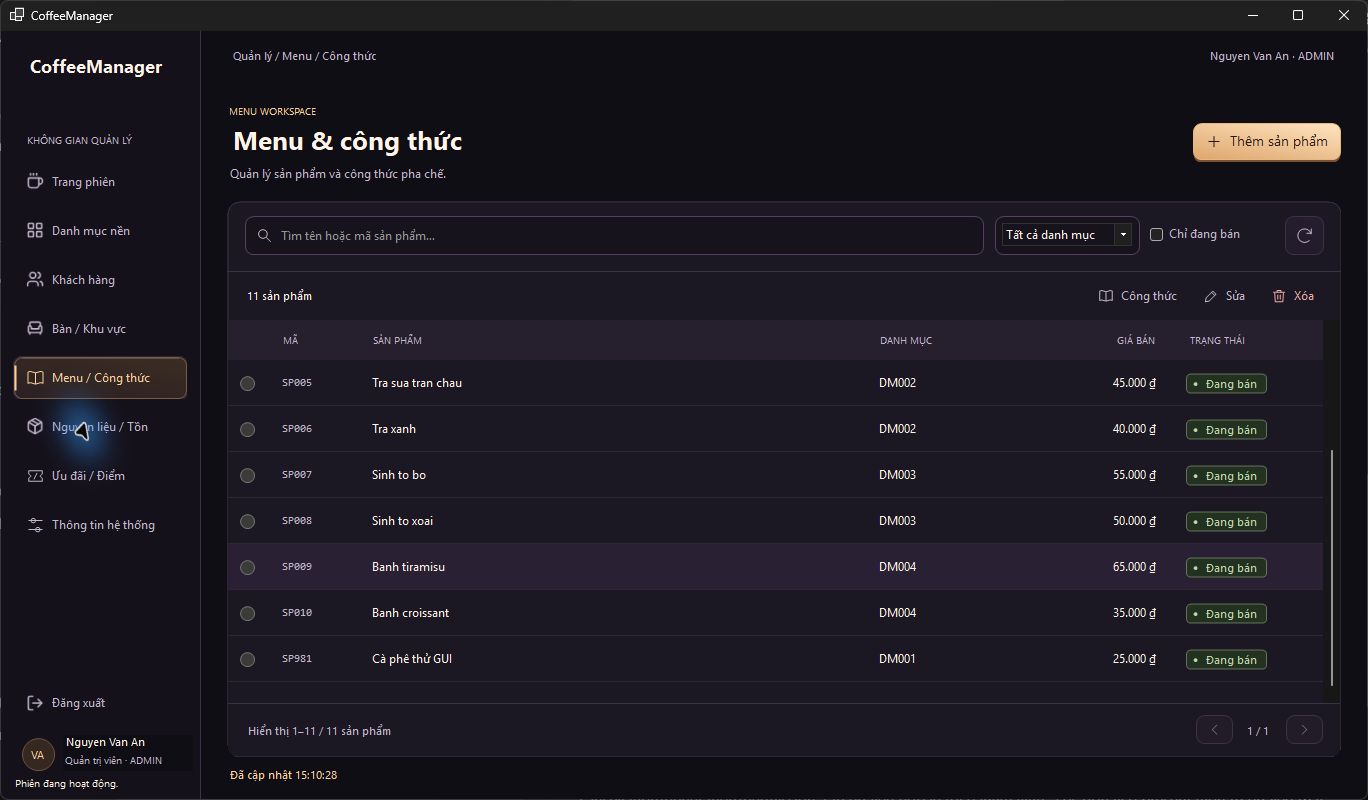 CoffeeManager
CoffeeManager
KHÔNG GIAN QUẢN LÝ
Trang phiên
Danh mục nền
Khách hàng
Bàn / Khu vực
Menu / Công thức
Nguyên liệu / Tồn
Ưu đãi / Điểm
Thông tin hệ thống
Đăng xuất
VA
Nguyen Van An
Quản trị viên · ADMIN
Phiên đang hoạt động.
Quản lý / Menu / Công thức
Nguyen Van An · ADMIN
MENU WORKSPACE
Menu & công thức
Quản lý sản phẩm và công thức pha chế.
Thêm sản phẩm
Tìm tên hoặc mã sản phẩm...
Tất cả danh mục
Chỉ đang bán
11 sản phẩm
Công thức
Sửa
Xóa
MÃ SẢN PHẨM DANH MỤC GIÁ BÁN TRẠNG THÁI
SP005 Tra sua tran chau DM002 45.000 ₫ • Đang bán
SP006 Tra xanh DM002 40.000 ₫ • Đang bán
SP007 Sinh to bo DM003 55.000 ₫ • Đang bán
SP008 Sinh to xoai DM003 50.000 ₫ • Đang bán
SP009 Banh tiramisu DM004 65.000 ₫ • Đang bán
SP010 Banh croissant DM004 35.000 ₫ • Đang bán
SP981 Cà phê thử GUI DM001 25.000 ₫ • Đang bán
Hiển thị 1–11 / 11 sản phẩm
1 / 1
Đã cập nhật 15:10:28